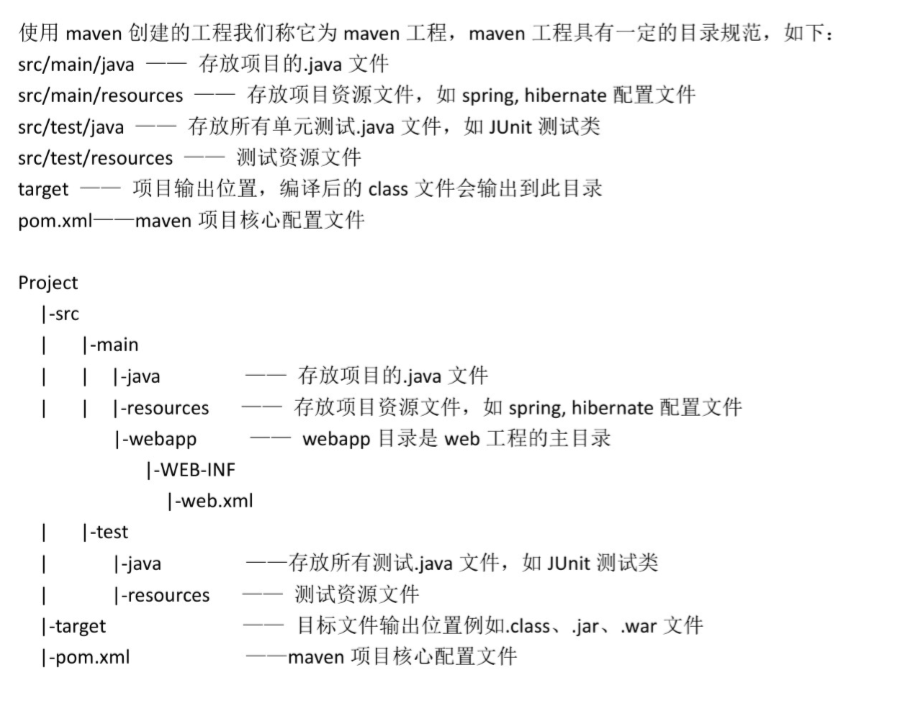 使用 maven 创建的工程我们称它为 maven 工程，maven 工程具有一定的目录规范，如下：
src/main/java —— 存放项目的.java 文件
src/main/resources —— 存放项目资源文件，如 spring, hibernate 配置文件
src/test/java —— 存放所有单元测试.java 文件，如 JUnit 测试类
src/test/resources —— 测试资源文件
target —— 项目输出位置，编译后的 class 文件会输出到此目录
pom.xml——maven 项目核心配置文件
Project
|-src
| |-main
| | |-java —— 存放项目的.java 文件
| | |-resources —— 存放项目资源文件，如 spring, hibernate 配置文件
|-webapp —— webapp 目录是 web 工程的主目录
|-WEB-INF
|-web.xml
| |-test
| |-java ——存放所有测试.java 文件，如 JUnit 测试类
| |-resources —— 测试资源文件
|-target —— 目标文件输出位置例如.class、.jar、.war 文件
|-pom.xml ——maven 项目核心配置文件